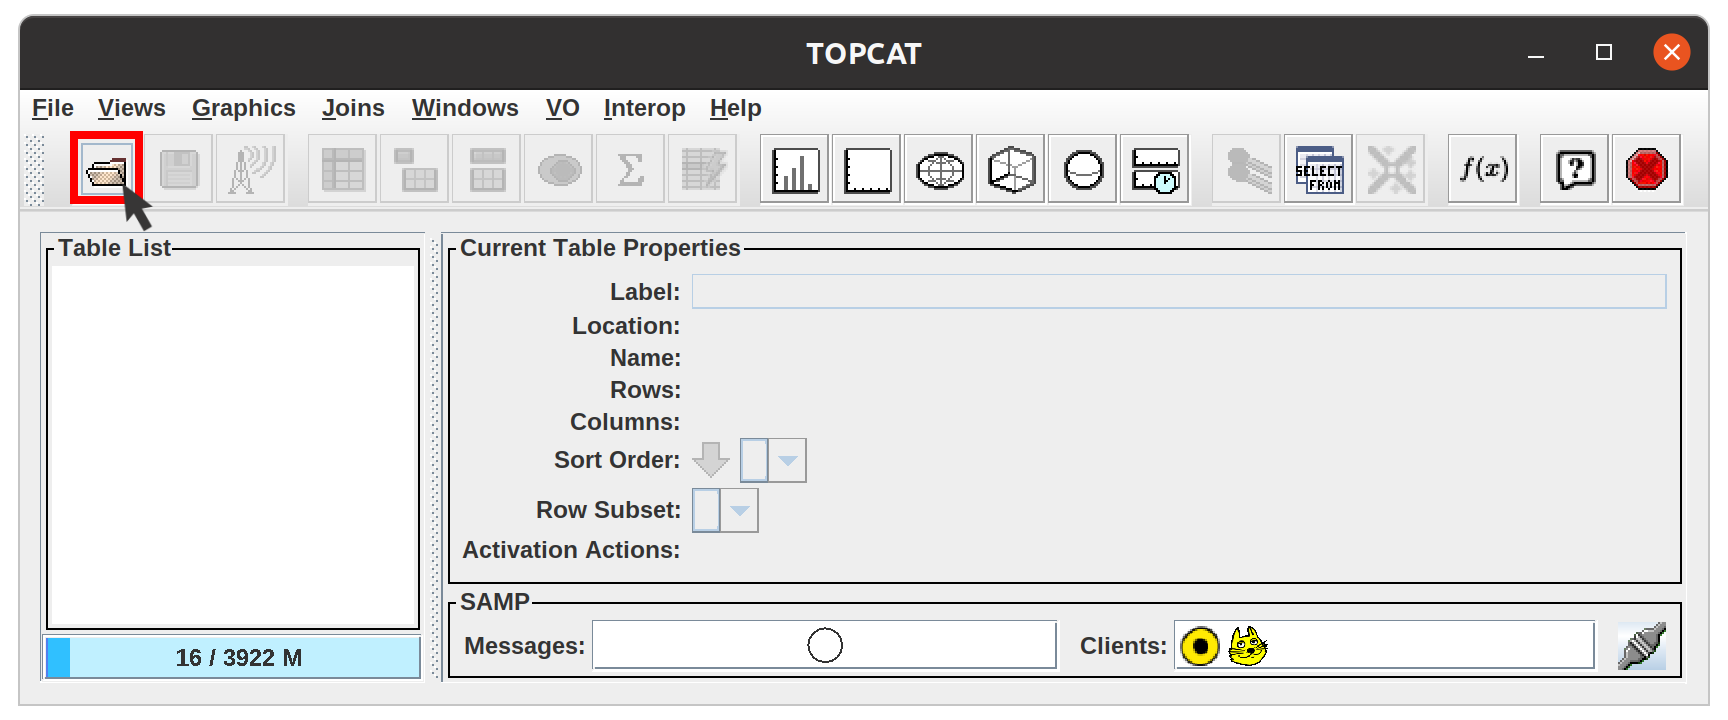 TOPCAT
File Views Graphics Joins Windows VO Interop Help
Σ SELECT FROM f(x) ?
Table List
16 / 3922 M
Current Table Properties
Label:
Location:
Name:
Rows:
Columns:
Sort Order:
Row Subset:
Activation Actions:
SAMP
Messages: Clients: